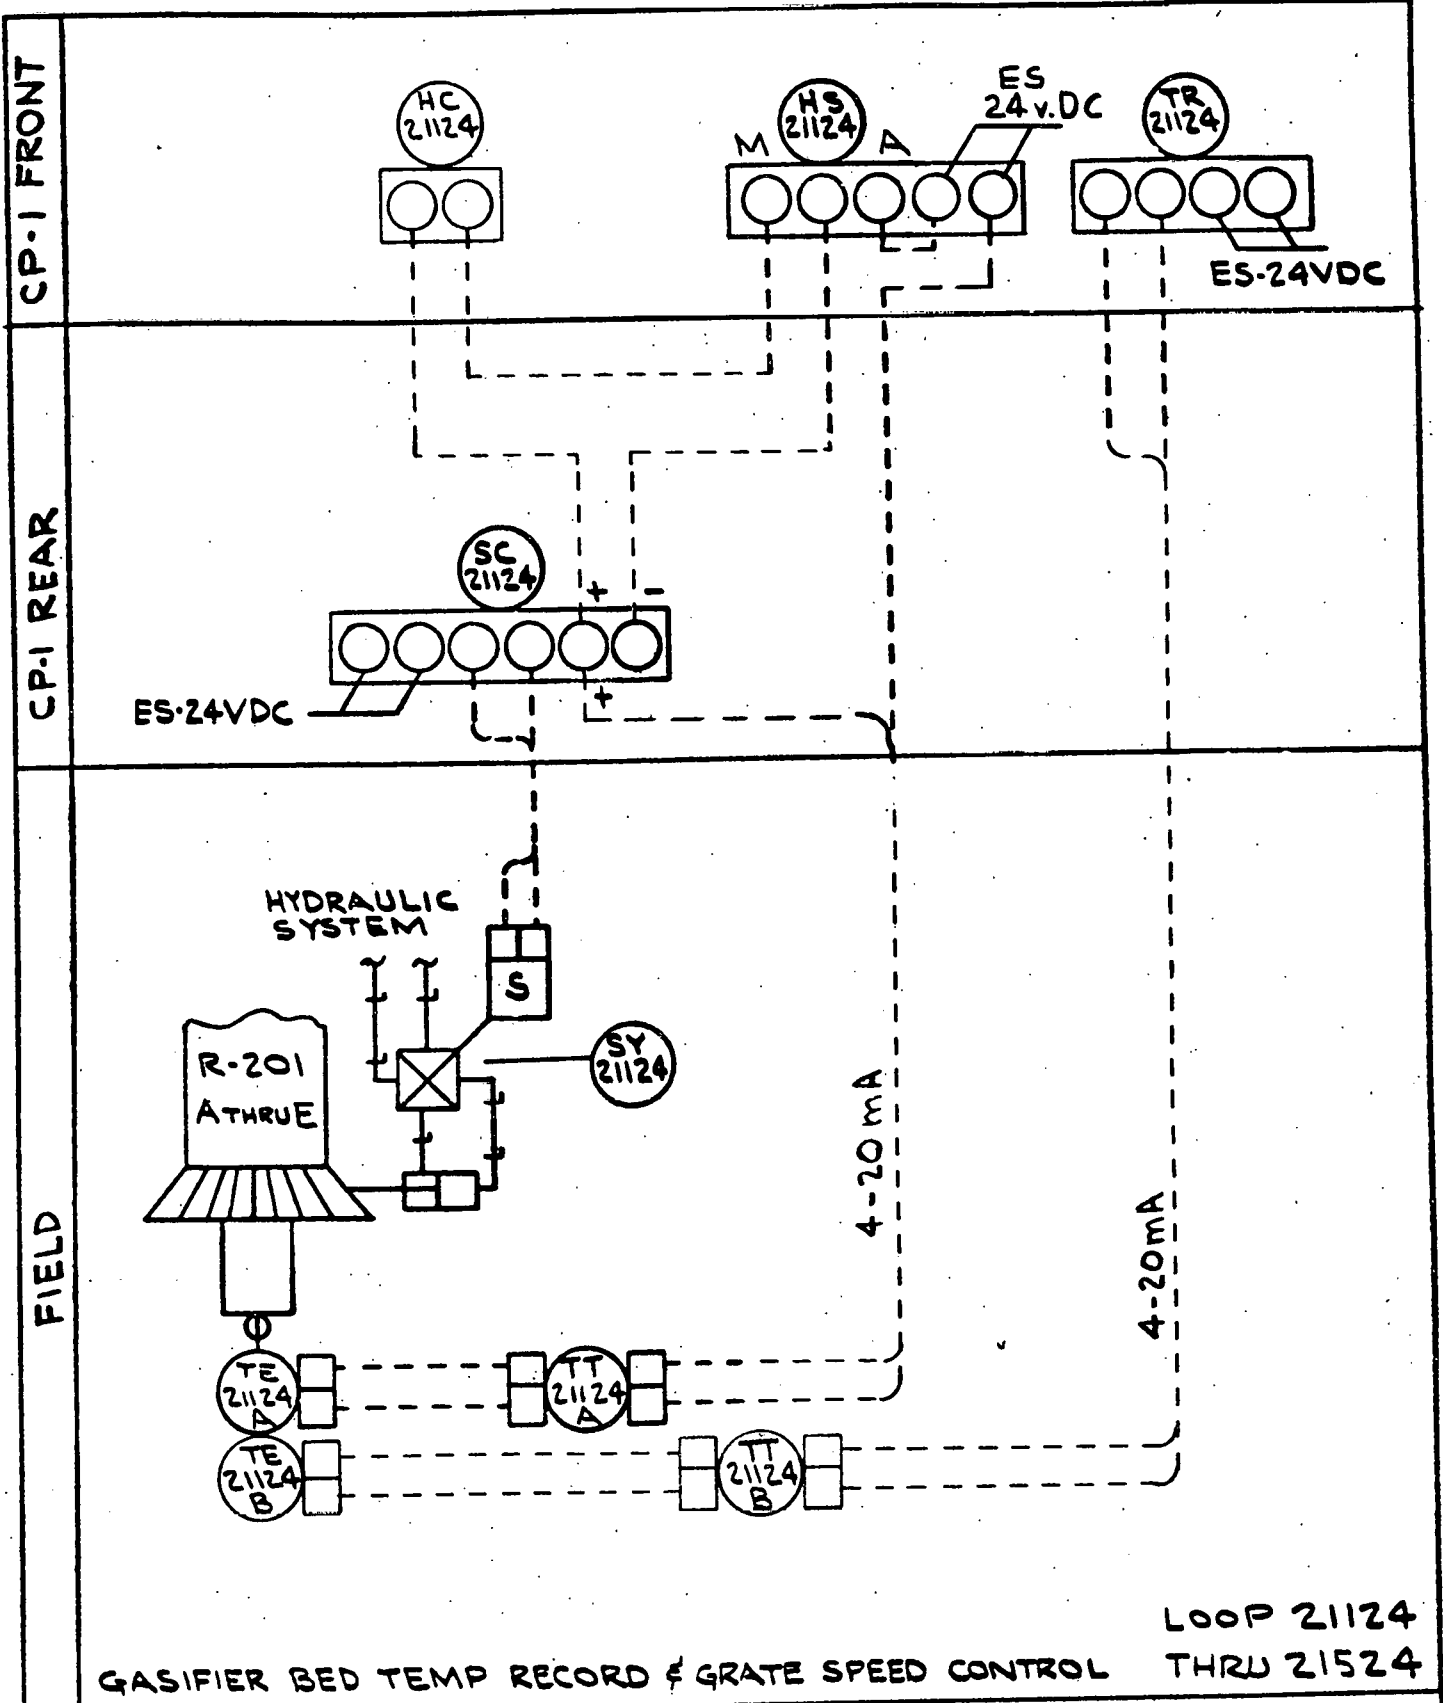 CP-1 FRONT
HC
21124
M
HS
21124
A
ES
24 V.DC
TR
21124
ES-24VDC
CP-1 REAR
SC
21124
+
-
ES-24VDC
+
FIELD
HYDRAULIC
SYSTEM
S
R-201
A THRU E
SY
21124
4-20mA
4-20mA
TE
21124
A
TT
21124
A
TE
21124
B
TT
21124
B
LOOP 21124
THRU 21524
GASIFIER BED TEMP RECORD & GRATE SPEED CONTROL